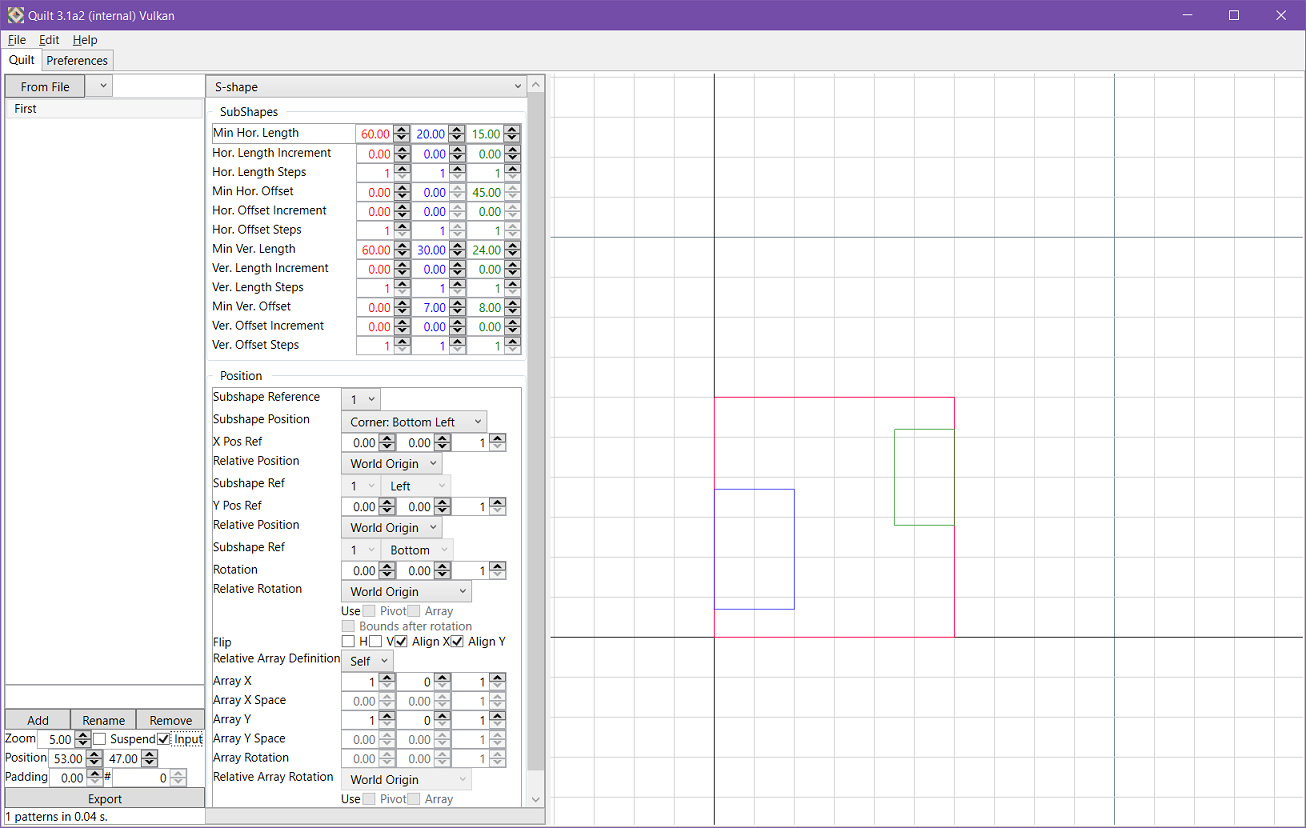 Quilt 3.1a2 (internal) Vulkan
File Edit Help
Quilt Preferences
From File
First
S-shape
SubShapes
Min Hor. Length 60.00 20.00 15.00
Hor. Length Increment 0.00 0.00 0.00
Hor. Length Steps 1 1 1
Min Hor. Offset 0.00 0.00 45.00
Hor. Offset Increment 0.00 0.00 0.00
Hor. Offset Steps 1 1 1
Min Ver. Length 60.00 30.00 24.00
Ver. Length Increment 0.00 0.00 0.00
Ver. Length Steps 1 1 1
Min Ver. Offset 0.00 7.00 8.00
Ver. Offset Increment 0.00 0.00 0.00
Ver. Offset Steps 1 1 1
Position
Subshape Reference 1
Subshape Position Corner: Bottom Left
X Pos Ref 0.00 0.00 1
Relative Position World Origin
Subshape Ref 1 Left
Y Pos Ref 0.00 0.00 1
Relative Position World Origin
Subshape Ref 1 Bottom
Rotation 0.00 0.00 1
Relative Rotation World Origin
Use Pivot Array
Bounds after rotation
Flip H V Align X Align Y
Relative Array Definition Self
Array X 1 0 1
Array X Space 0.00 0.00 1
Array Y 1 0 1
Array Y Space 0.00 0.00 1
Array Rotation 0.00 0.00 1
Relative Array Rotation World Origin
Use Pivot Array
Add Rename Remove
Zoom 5.00 Suspend Input
Position 53.00 47.00
Padding 0.00 # 0
Export
1 patterns in 0.04 s.